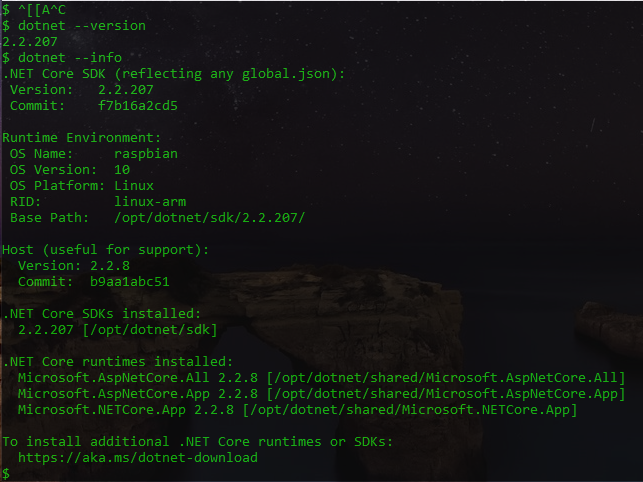 $ ^[[A^C
$ dotnet --version
2.2.207
$ dotnet --info
.NET Core SDK (reflecting any global.json):
 Version:   2.2.207
 Commit:    f7b16a2cd5

Runtime Environment:
 OS Name:     raspbian
 OS Version:  10
 OS Platform: Linux
 RID:         linux-arm
 Base Path:   /opt/dotnet/sdk/2.2.207/

Host (useful for support):
  Version: 2.2.8
  Commit:  b9aa1abc51

.NET Core SDKs installed:
  2.2.207 [/opt/dotnet/sdk]

.NET Core runtimes installed:
  Microsoft.AspNetCore.All 2.2.8 [/opt/dotnet/shared/Microsoft.AspNetCore.All]
  Microsoft.AspNetCore.App 2.2.8 [/opt/dotnet/shared/Microsoft.AspNetCore.App]
  Microsoft.NETCore.App 2.2.8 [/opt/dotnet/shared/Microsoft.NETCore.App]

To install additional .NET Core runtimes or SDKs:
  https://aka.ms/dotnet-download
$